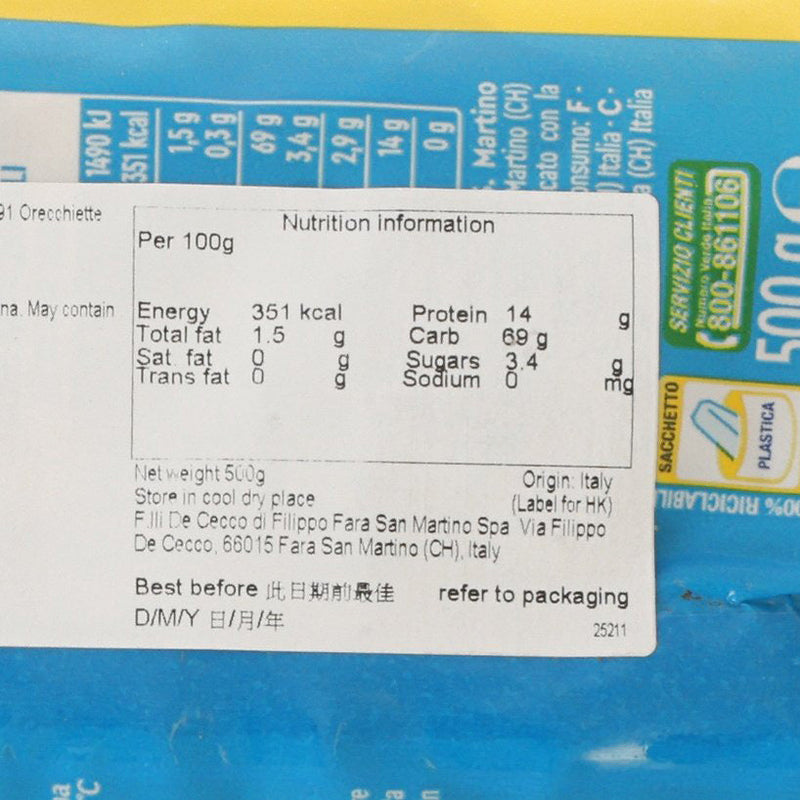 1490 kJ
351 kcal
1,5 g
0,3 g
69 g
3,4 g
2,9 g
14 g
0 g
. Martino
Martino (CH)
cato con la
onsumo: F ·
) Italia · C ·
a (CH) Italia
SERVIZIO CLIENTI
Numero Verde Italia
800-861106
500 g
91 Orecchiette
na. May contain
Nutrition information
Per 100g
Energy 351 kcal Protein 14 g
Total fat 1.5 g Carb 69 g
Sat fat 0 g Sugars 3.4 g
Trans fat 0 g Sodium 0 mg
SACCHETTO
PLASTICA
00% RICICLABIL
Net weight 500g Origin: Italy
Store in cool dry place (Label for HK)
F.lli De Cecco di Filippo Fara San Martino Spa Via Filippo
De Cecco, 66015 Fara San Martino (CH), Italy
Best before 此日期前最佳 refer to packaging
D/M/Y 日/月/年
25211
°C